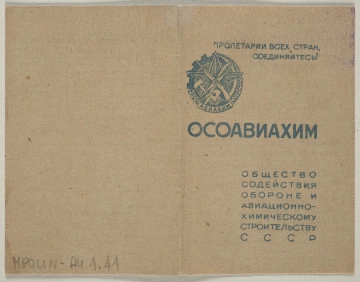 ПРОЛЕТАРИИ ВСЕХ СТРАН,
СОЕДИНЯЙТЕСЬ!
ОСОАВИАХИМ
ОБЩЕСТВО
СОДЕЙСТВИЯ
ОБОРОНЕ И
АВИАЦИОННО-
ХИМИЧЕСКОМУ
СТРОИТЕЛЬСТВУ
СССР